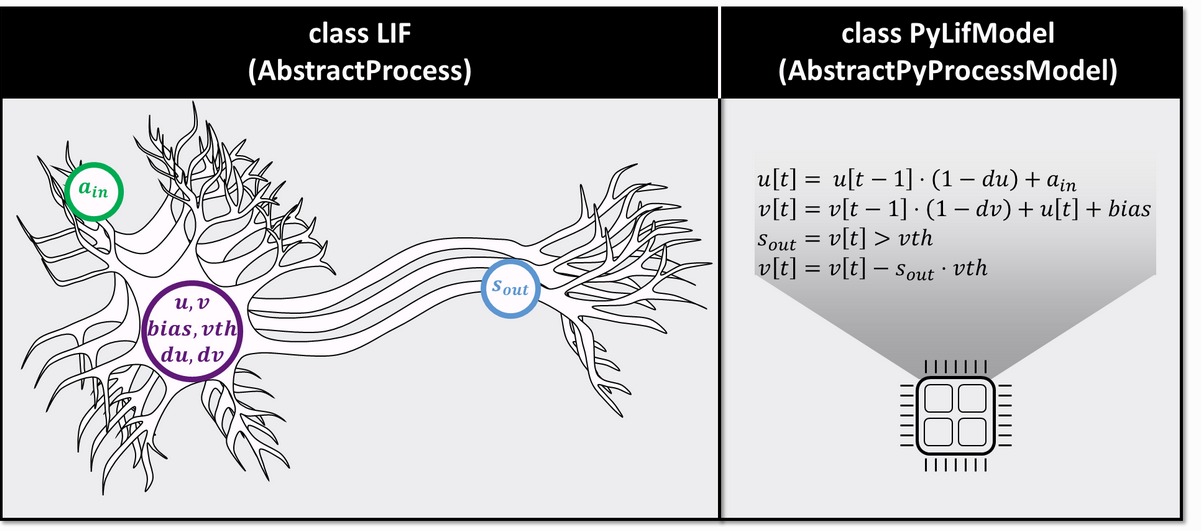 class LIF
(AbstractProcess)
class PyLifModel
(AbstractPyProcessModel)
a_in
u, v
bias, vth
du, dv
s_out
u[t] = u[t − 1] · (1 − du) + a_in
v[t] = v[t − 1] · (1 − dv) + u[t] + bias
s_out = v[t] > vth
v[t] = v[t] − s_out · vth